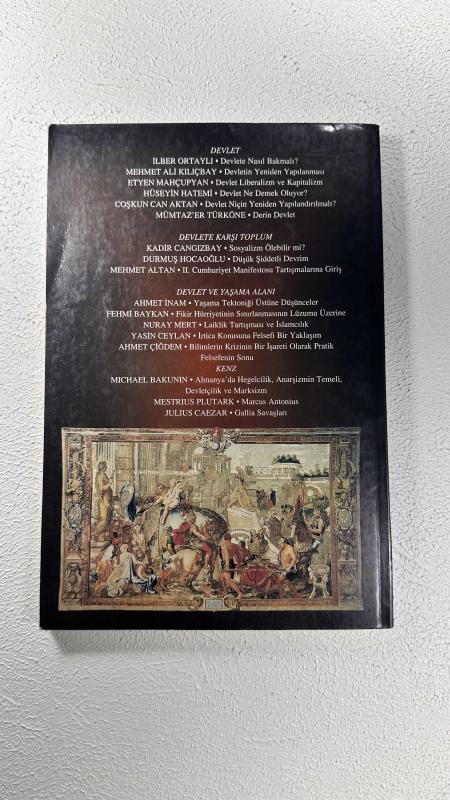 DEVLET
İLBER ORTAYLI • Devlete Nasıl Bakmalı?
MEHMET ALİ KILIÇBAY • Devletin Yeniden Yapılanması
ETYEN MAHÇUPYAN • Devlet Liberalizm ve Kapitalizm
HÜSEYİN HATEMİ • Devlet Ne Demek Oluyor?
COŞKUN CAN AKTAN • Devlet Niçin Yeniden Yapılandırılmalı?
MÜMTAZ'ER TÜRKÖNE • Derin Devlet
DEVLETE KARŞI TOPLUM
KADİR CANGIZBAY • Sosyalizm Ölebilir mi?
DURMUŞ HOCAOĞLU • Düşük Şiddetli Devrim
MEHMET ALTAN • II. Cumhuriyet Manifestosu Tartışmalarına Giriş
DEVLET VE YAŞAMA ALANI
AHMET İNAM • Yaşama Tektoniği Üstüne Düşünceler
FEHMI BAYKAN • Fikir Hürriyetinin Sınırlanmasının Lüzumu Üzerine
NURAY MERT • Laiklik Tartışması ve İslamcılık
YASİN CEYLAN • İrtica Konusuna Felsefi Bir Yaklaşım
AHMET ÇİĞDEM • Bilimlerin Krizinin Bir İşareti Olarak Pratik
Felsefenin Sonu
KENZ
MICHAEL BAKUNIN • Almanya'da Hegelcilik, Anarşizmin Temeli,
Devletçilik ve Marksizm
MESTRIUS PLUTARK • Marcus Antonius
JULIUS CAEZAR • Gallia Savaşları